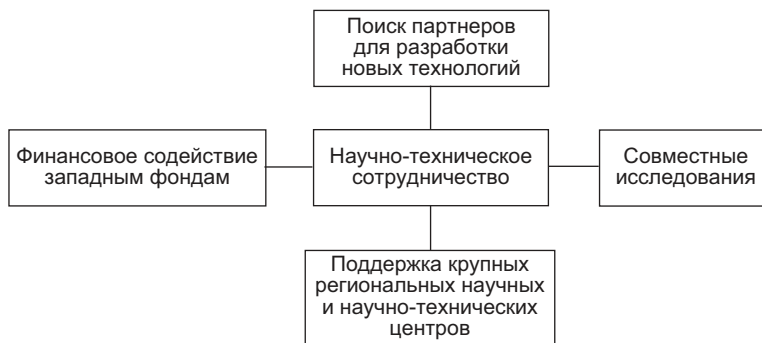 Поиск партнеров
для разработки
новых технологий
Финансовое содействие
западным фондам
Научно-техническое
сотрудничество
Совместные
исследования
Поддержка крупных
региональных научных
и научно-технических
центров